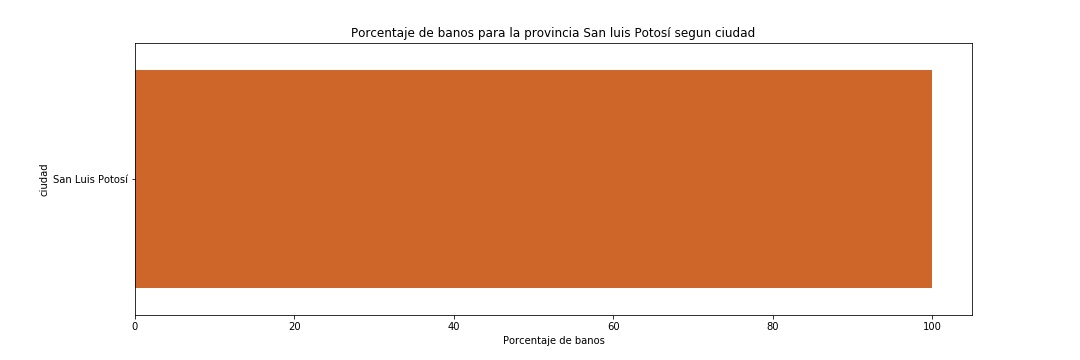 Porcentaje de banos para la provincia San luis Potosí segun ciudad
ciudad
San Luis Potosí
0 20 40 60 80 100
Porcentaje de banos